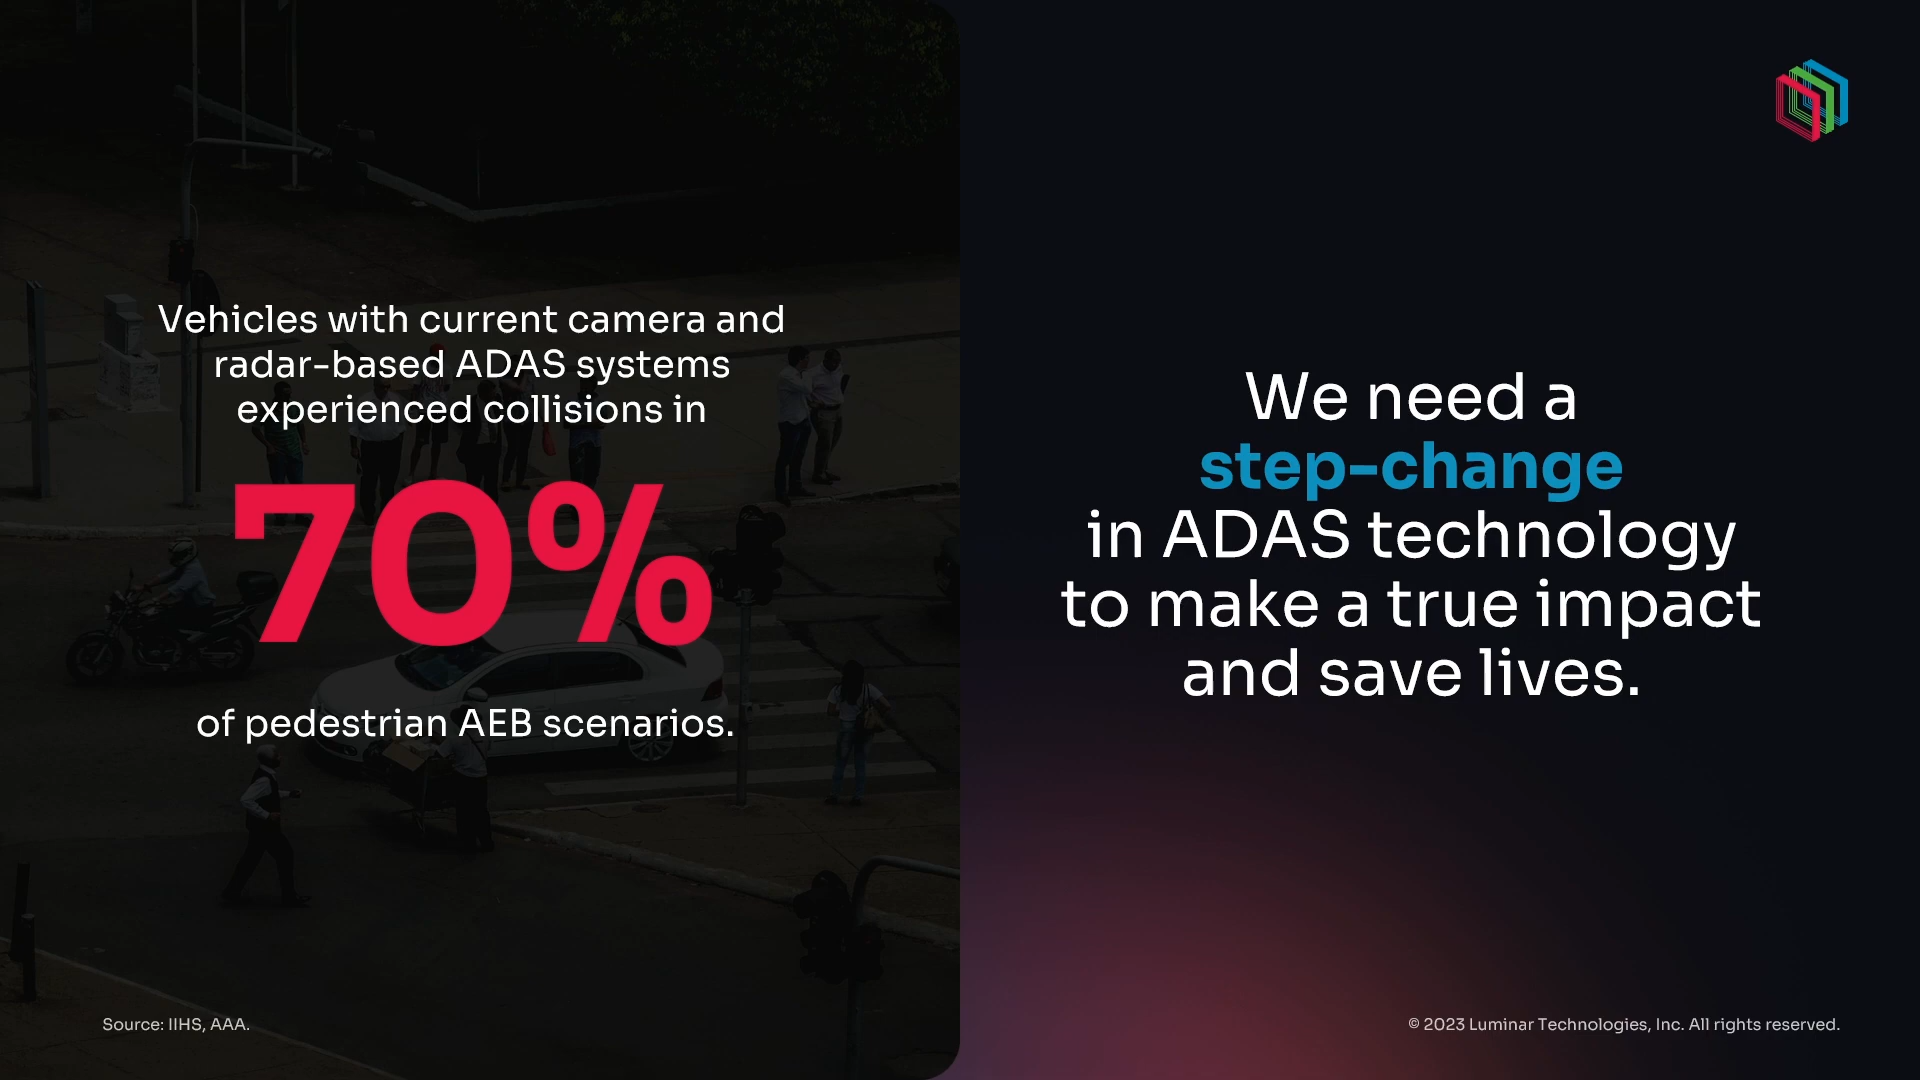 Vehicles with current camera and
radar-based ADAS systems
experienced collisions in
70%
of pedestrian AEB scenarios.
Source: IIHS, AAA.
We need a
step-change
in ADAS technology
to make a true impact
and save lives.
© 2023 Luminar Technologies, Inc. All rights reserved.